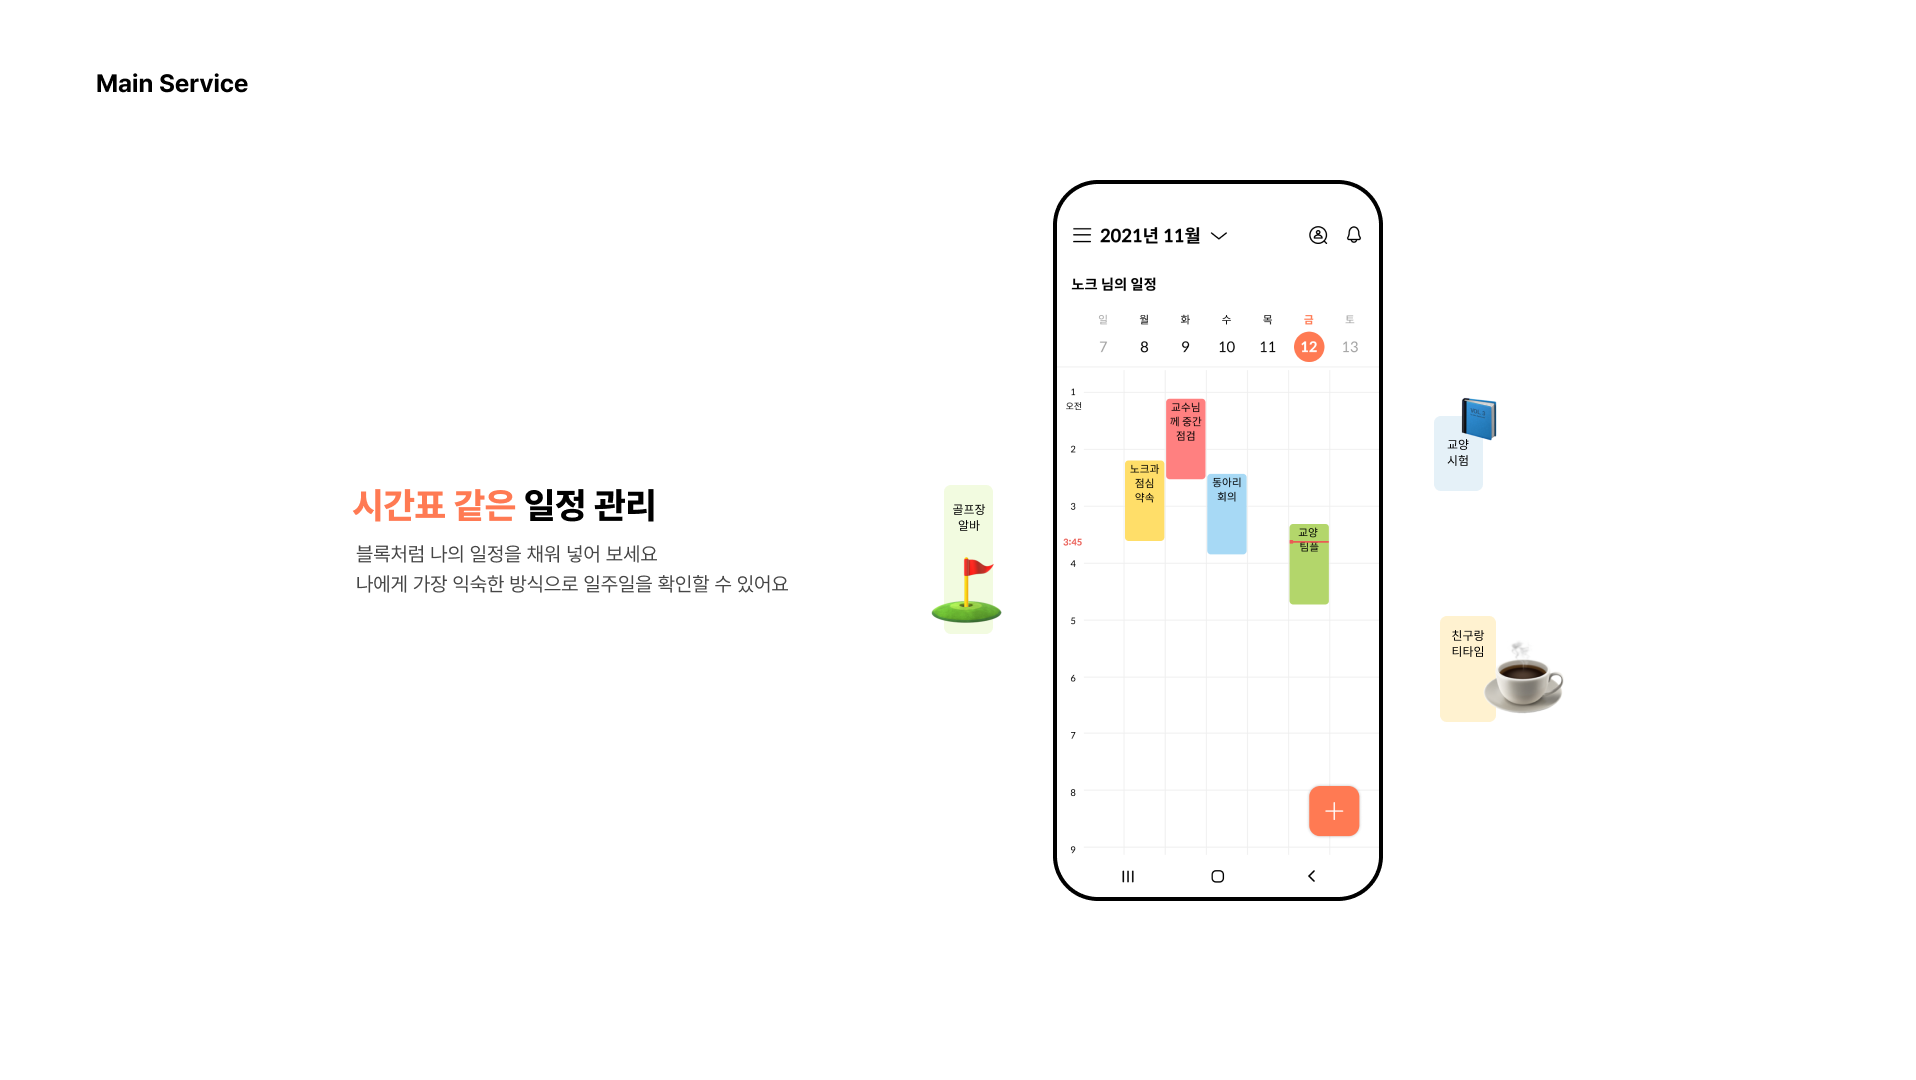 Main Service
시간표 같은 일정 관리
블록처럼 나의 일정을 채워 넣어 보세요
나에게 가장 익숙한 방식으로 일주일을 확인할 수 있어요
골프장
알바
2021년 11월
노크 님의 일정
일 월 화 수 목 금 토
7 8 9 10 11 12 13
1
오전
교수님
께 중간
점검
2
노크과
점심
약속
동아리
회의
3
교양
팀플
3:45
4
5
6
7
8
9
교양
시험
친구랑
티타임